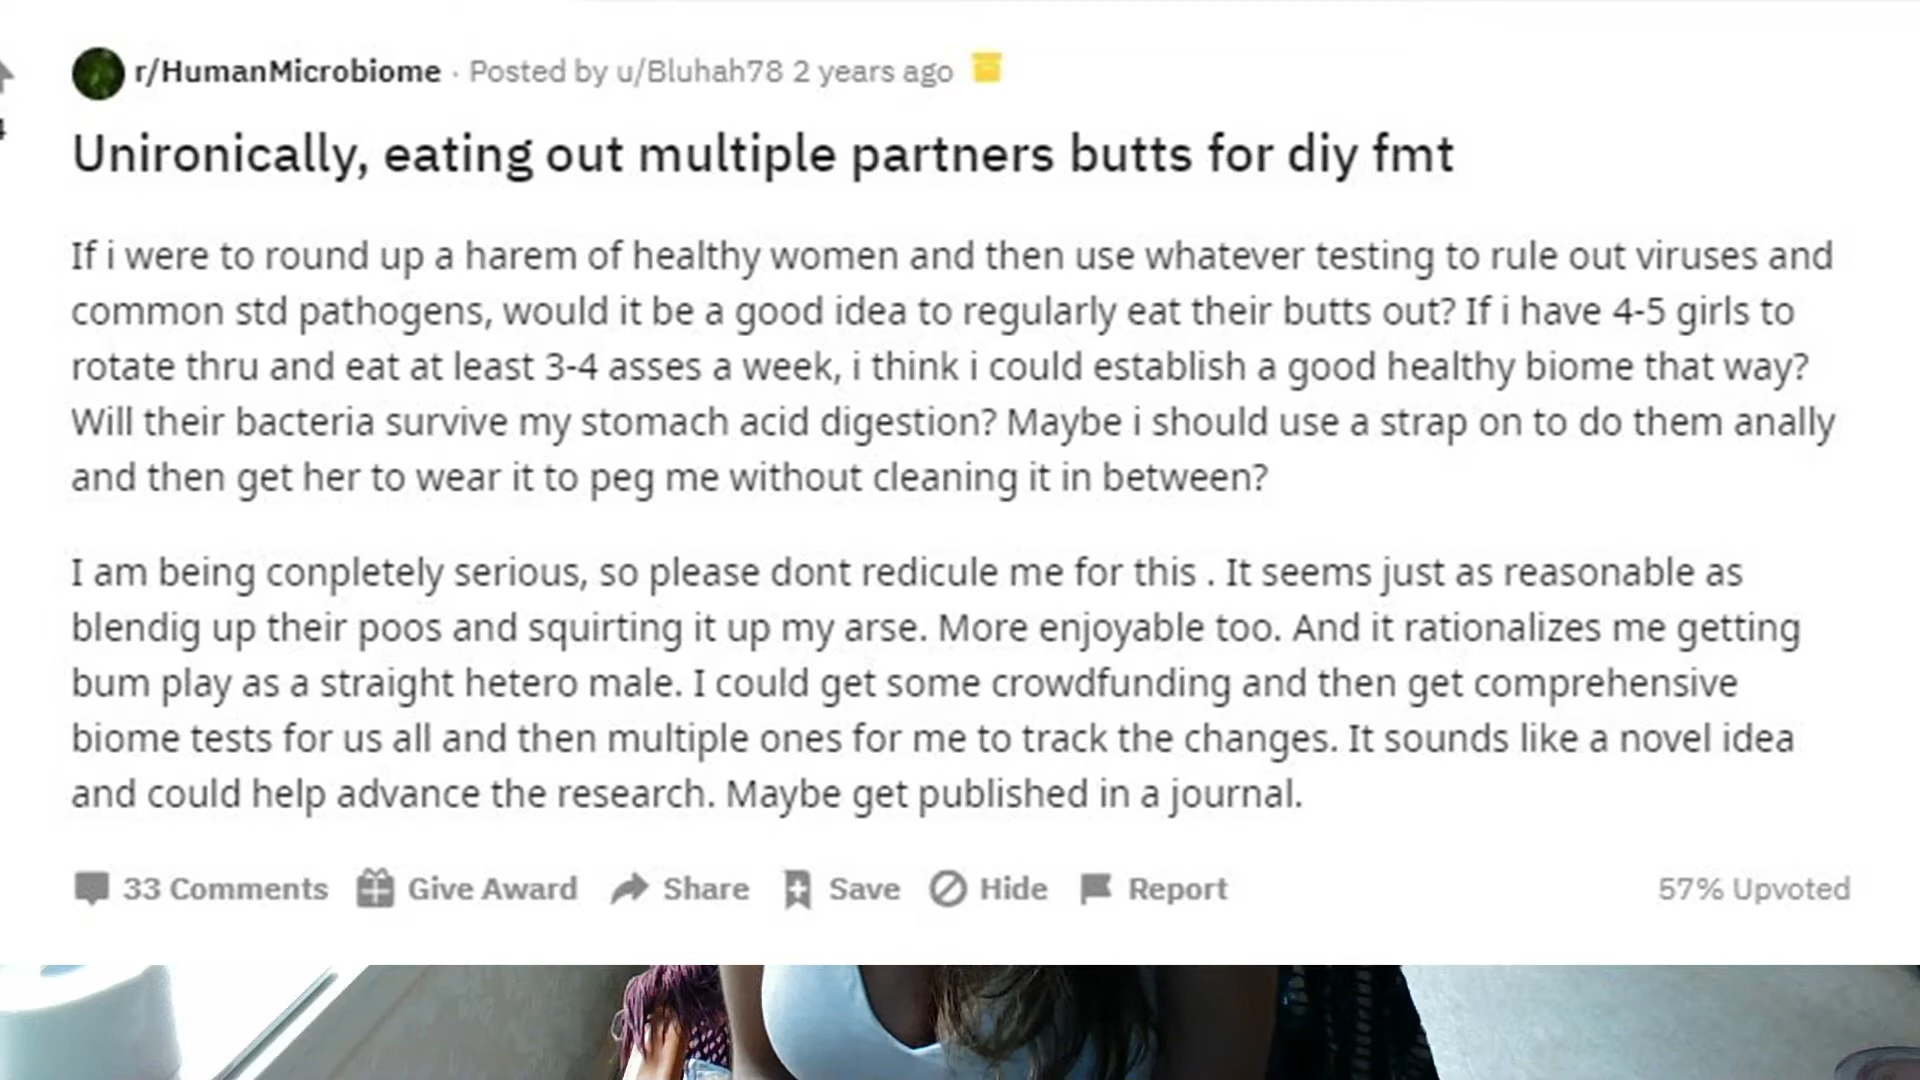 r/HumanMicrobiome · Posted by u/Bluhah78 2 years ago
Unironically, eating out multiple partners butts for diy fmt
If i were to round up a harem of healthy women and then use whatever testing to rule out viruses and
common std pathogens, would it be a good idea to regularly eat their butts out? If i have 4-5 girls to
rotate thru and eat at least 3-4 asses a week, i think i could establish a good healthy biome that way?
Will their bacteria survive my stomach acid digestion? Maybe i should use a strap on to do them anally
and then get her to wear it to peg me without cleaning it in between?
I am being conpletely serious, so please dont redicule me for this . It seems just as reasonable as
blendig up their poos and squirting it up my arse. More enjoyable too. And it rationalizes me getting
bum play as a straight hetero male. I could get some crowdfunding and then get comprehensive
biome tests for us all and then multiple ones for me to track the changes. It sounds like a novel idea
and could help advance the research. Maybe get published in a journal.
33 Comments Give Award Share Save Hide Report 57% Upvoted